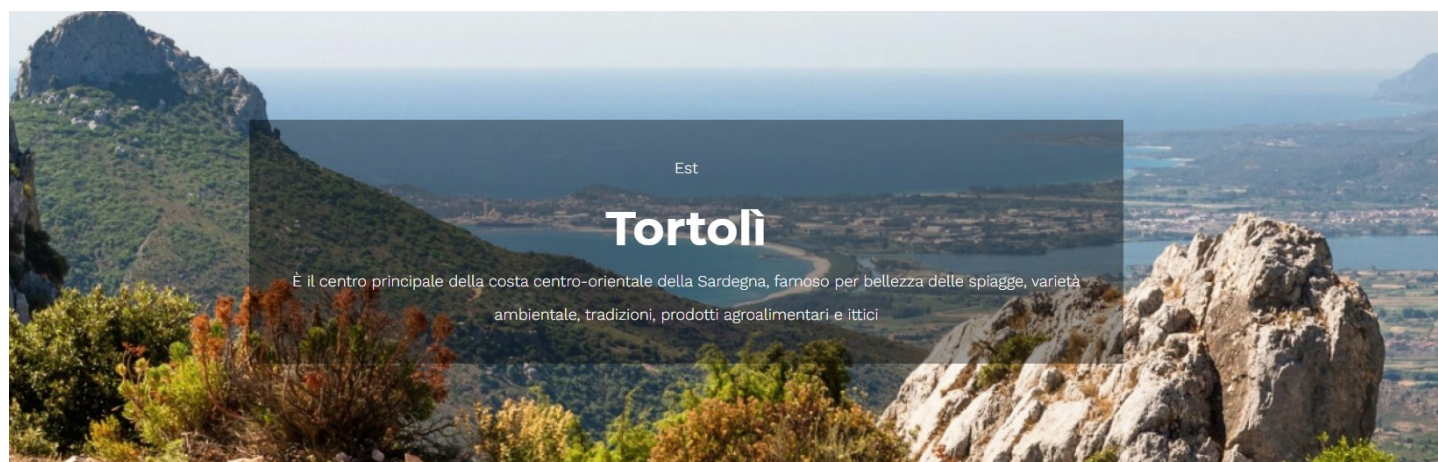 Est
Tortolì
È il centro principale della costa centro-orientale della Sardegna, famoso per bellezza delle spiagge, varietà
ambientale, tradizioni, prodotti agroalimentari e ittici